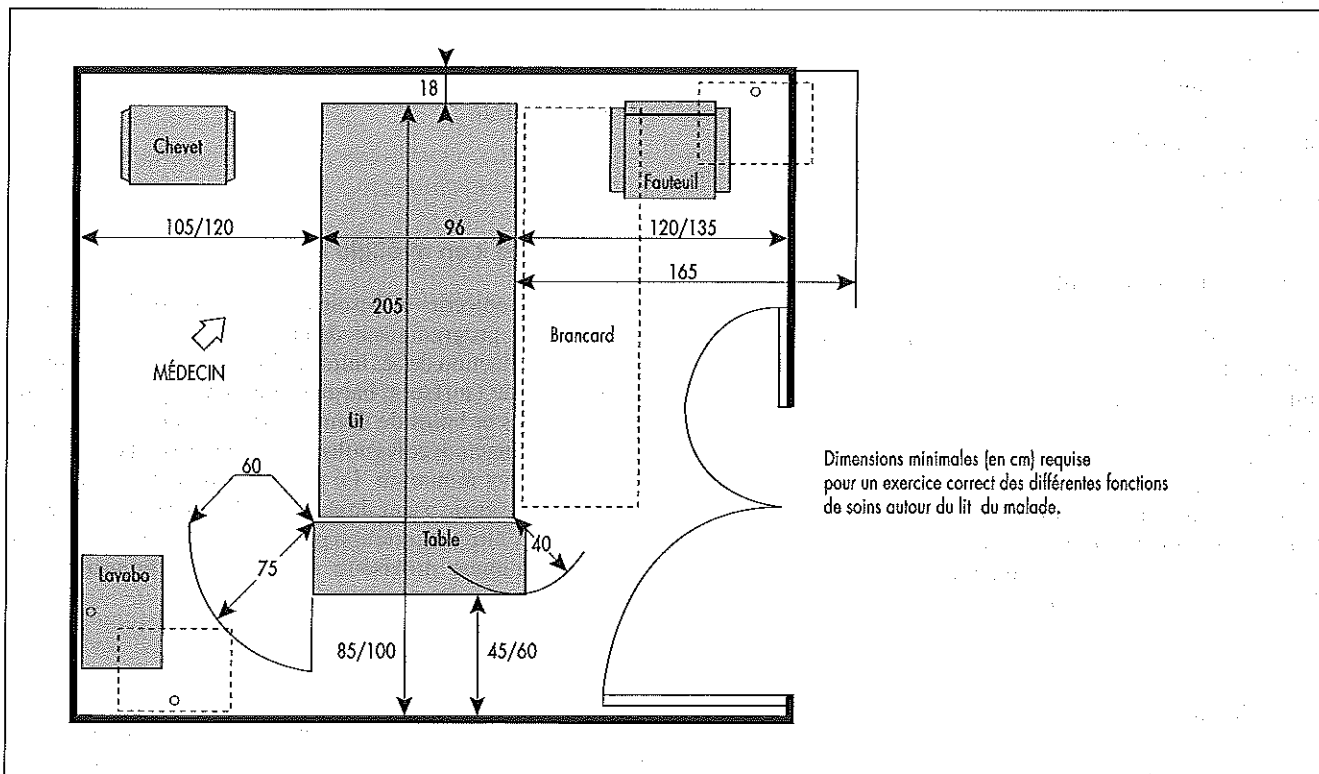 18
Chevet
Fauteuil
105/120
96
120/135
165
205
Brancard
MÉDECIN
Lit
60
Dimensions minimales (en cm) requise
pour un exercice correct des différentes fonctions
de soins autour du lit du malade.
Table
40
Lavabo
75
85/100
45/60